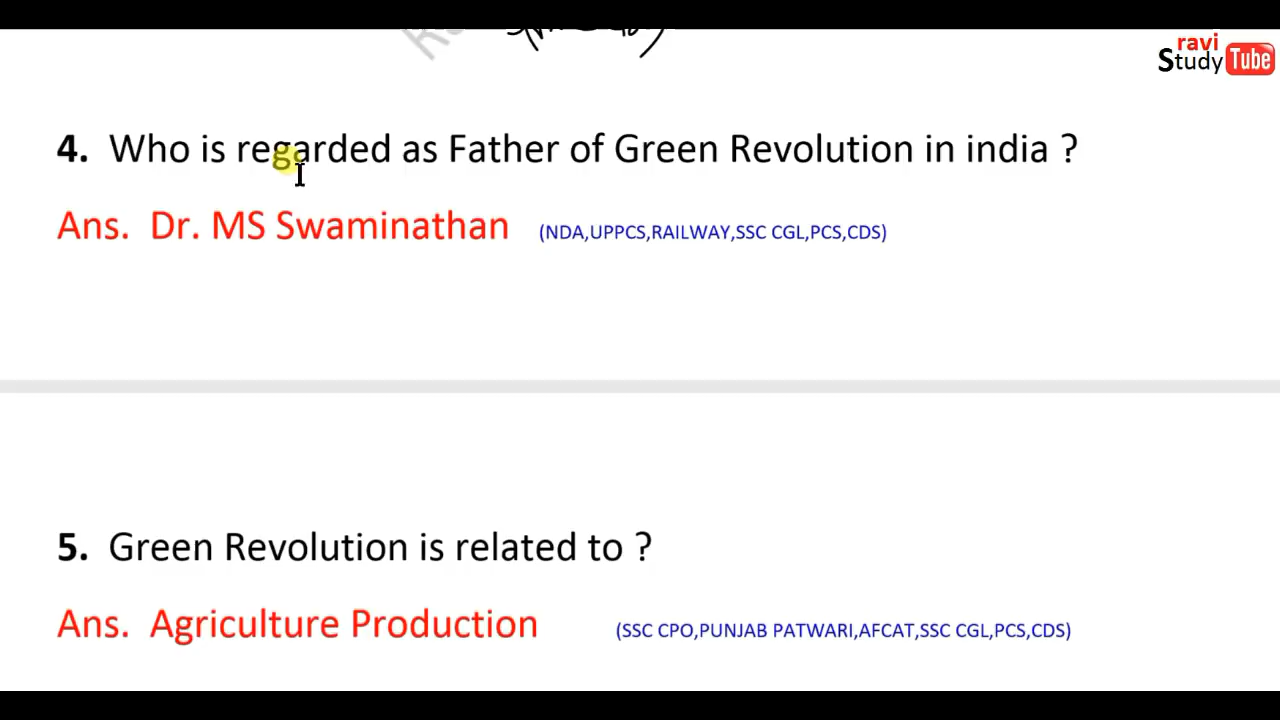 ravi
Study Tube
4. Who is regarded as Father of Green Revolution in india ?
Ans. Dr. MS Swaminathan (NDA,UPPCS,RAILWAY,SSC CGL,PCS,CDS)
5. Green Revolution is related to ?
Ans. Agriculture Production (SSC CPO,PUNJAB PATWARI,AFCAT,SSC CGL,PCS,CDS)